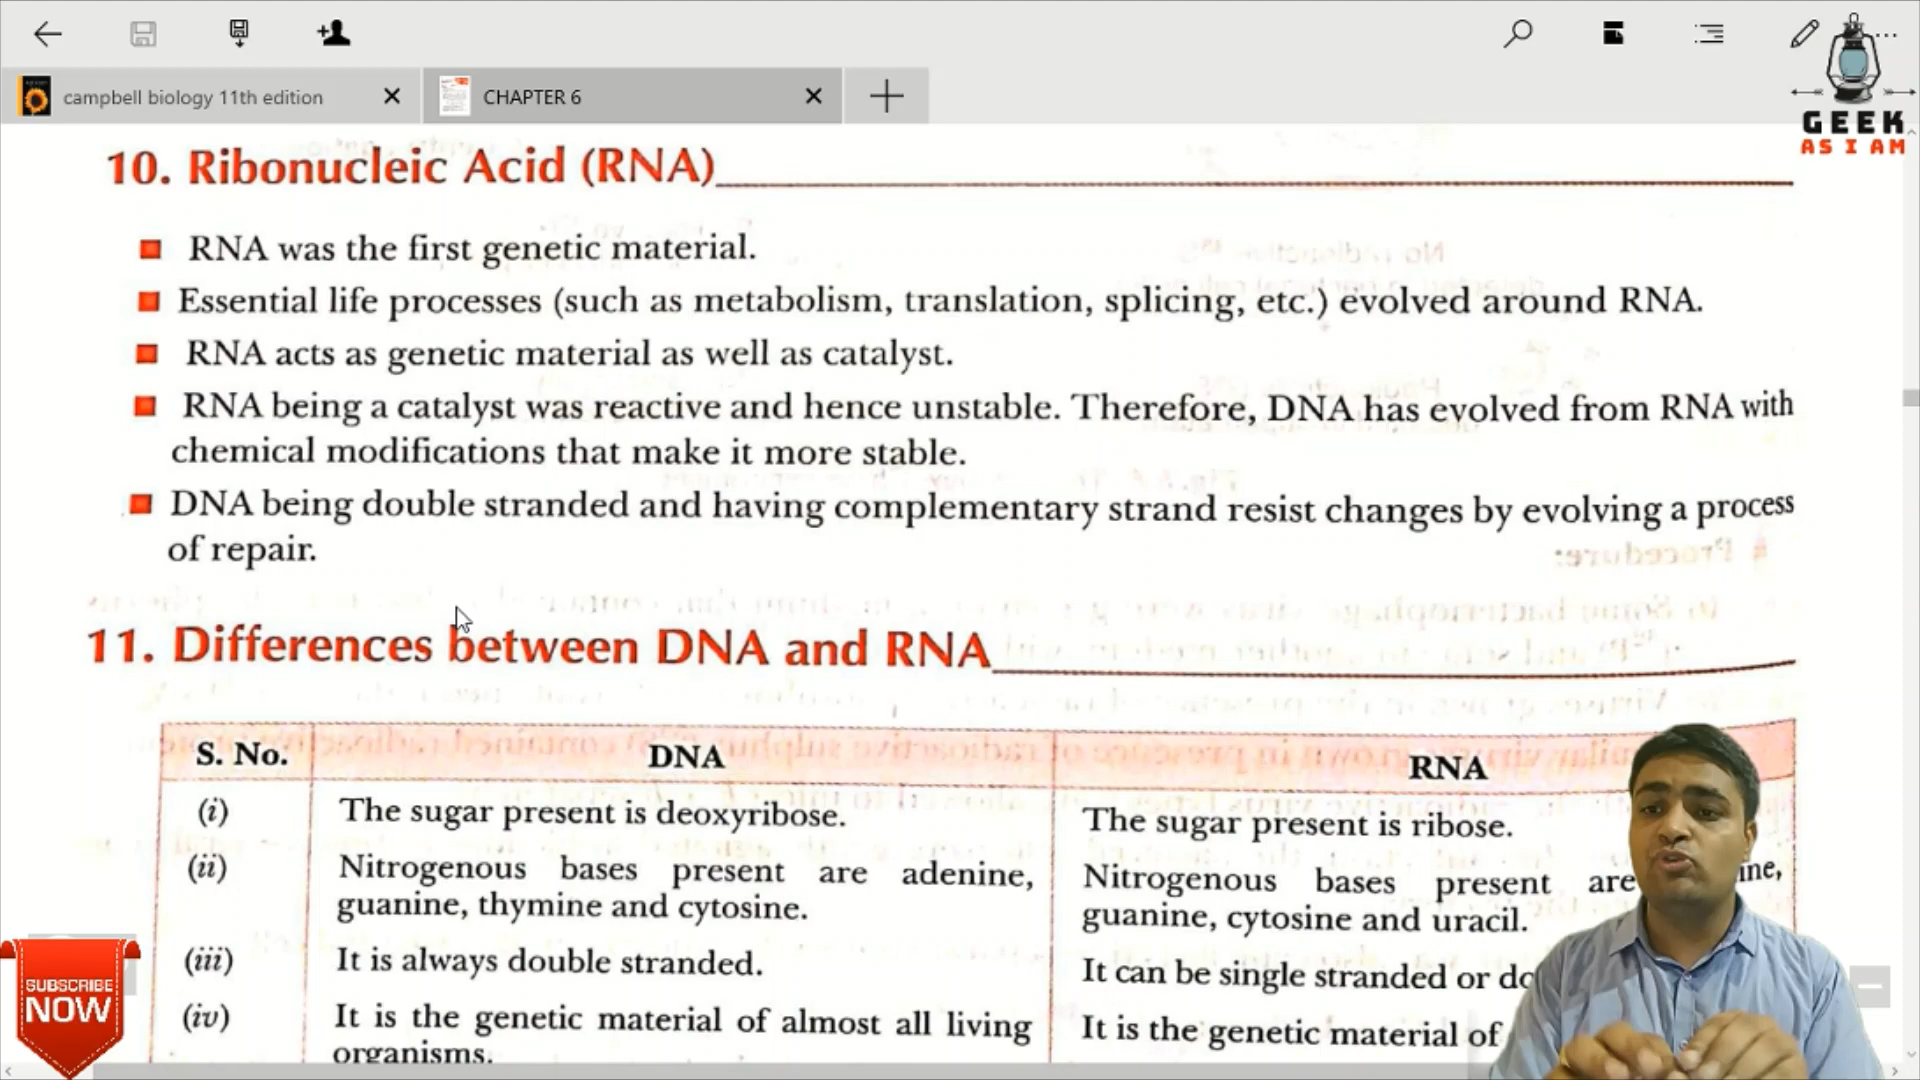 campbell biology 11th edition
CHAPTER 6
GEEK
AS I AM
10. Ribonucleic Acid (RNA)
RNA was the first genetic material.
Essential life processes (such as metabolism, translation, splicing, etc.) evolved around RNA.
RNA acts as genetic material as well as catalyst.
RNA being a catalyst was reactive and hence unstable. Therefore, DNA has evolved from RNA with
chemical modifications that make it more stable.
DNA being double stranded and having complementary strand resist changes by evolving a process
of repair.
11. Differences between DNA and RNA
S. No. DNA RNA
(i) The sugar present is deoxyribose. The sugar present is ribose.
(ii) Nitrogenous bases present are adenine, Nitrogenous bases present are ine,
guanine, thymine and cytosine. guanine, cytosine and uracil.
(iii) It is always double stranded. It can be single stranded or do
(iv) It is the genetic material of almost all living It is the genetic material of
organisms.
SUBSCRIBE
NOW